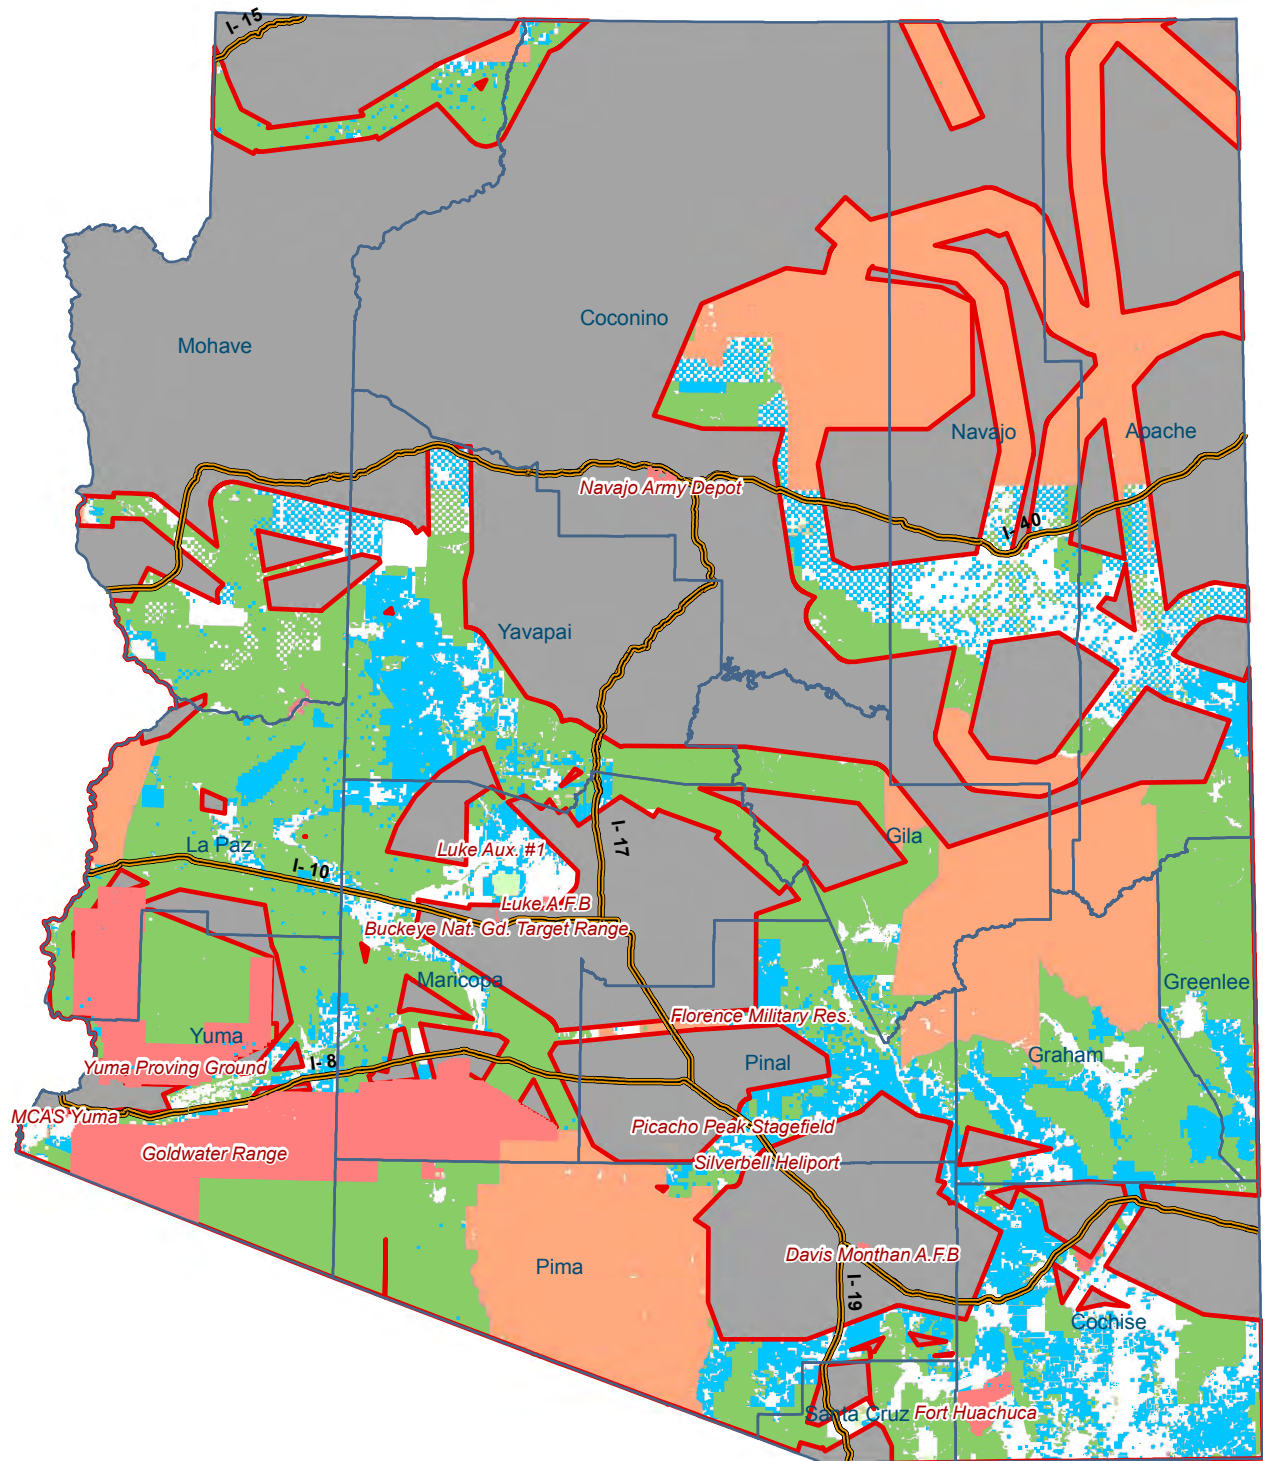 I- 15
Coconino
Mohave
Navajo
Apache
Navajo Army Depot
I- 40
Yavapai
I- 17
Gila
La Paz
Luke Aux. #1
I- 10
Luke A.F.B
Buckeye Nat. Gd. Target Range
Maricopa
Greenlee
Florence Military Res.
Yuma
Graham
I- 8
Pinal
Yuma Proving Ground
MCAS Yuma
Picacho Peak Stagefield
Goldwater Range
Silverbell Heliport
Davis Monthan A.F.B
Pima
I- 19
Cochise
Santa Cruz
Fort Huachuca